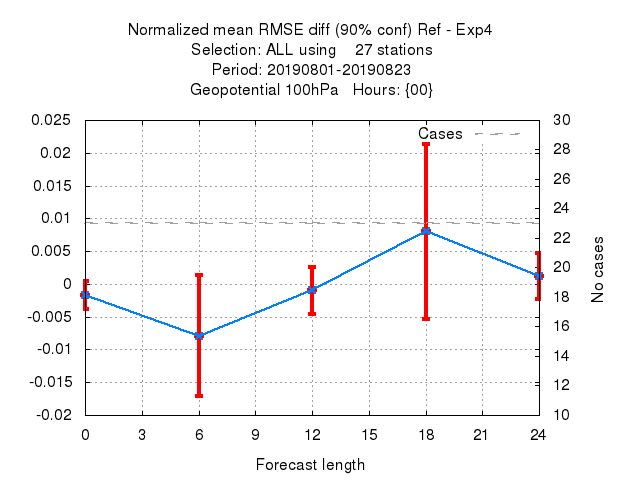 Normalized mean RMSE diff (90% conf) Ref - Exp4
Selection: ALL using 27 stations
Period: 20190801-20190823
Geopotential 100hPa Hours: {00}
Cases
0.025
0.02
0.015
0.01
0.005
0
-0.005
-0.01
-0.015
-0.02
30
28
26
24
22
20
18
16
14
12
10
No cases
0 3 6 9 12 15 18 21 24
Forecast length